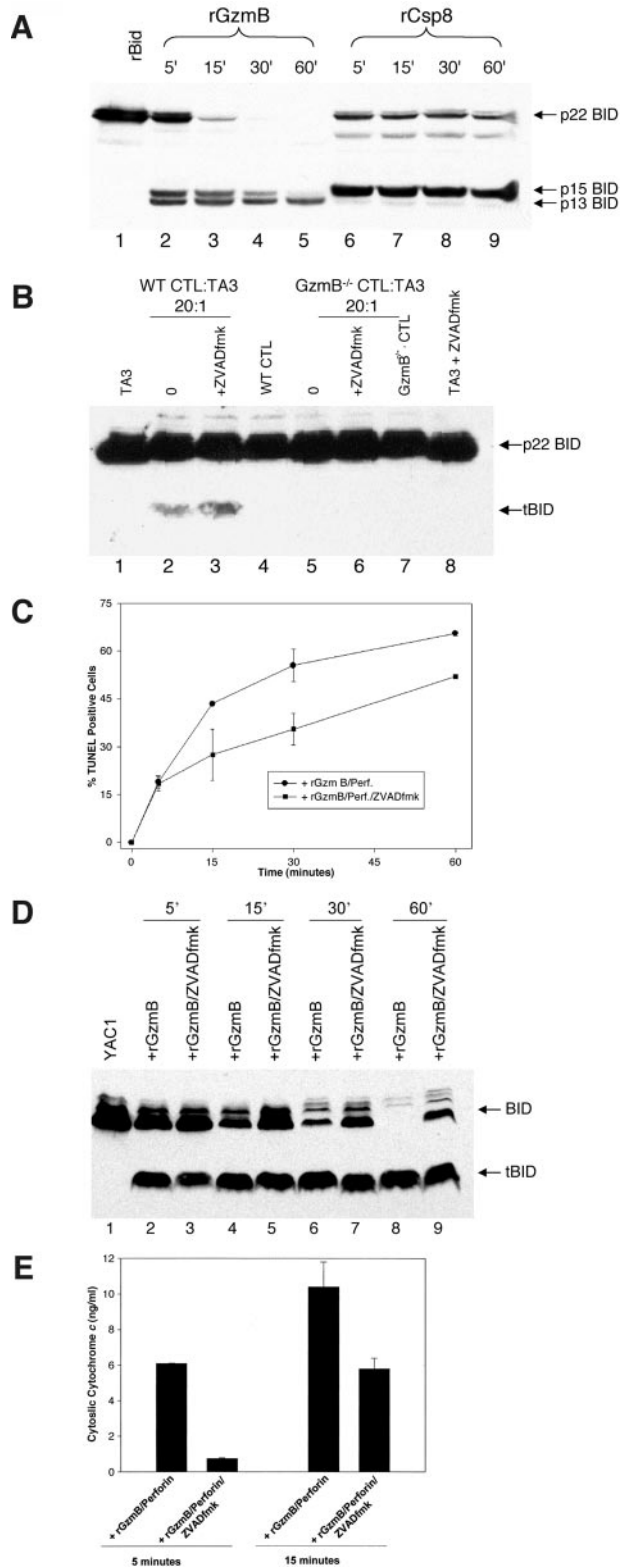 A
rBid
rGzmB
rCsp8
5' 15' 30' 60' 5' 15' 30' 60'
p22 BID
p15 BID
p13 BID
1 2 3 4 5 6 7 8 9
B
WT CTL:TA3
20:1
GzmB-/- CTL:TA3
20:1
TA3
0
+ZVADfmk
WT CTL
0
+ZVADfmk
GzmB-/- CTL
TA3 + ZVADfmk
p22 BID
tBID
1 2 3 4 5 6 7 8
C
% TUNEL Positive Cells
75
60
45
30
15
0
+ rGzm B/Perf.
+ rGzmB/Perf./ZVADfmk
0 15 30 45 60
Time (minutes)
D
5' 15' 30' 60'
YAC1
+rGzmB
+rGzmB/ZVADfmk
+rGzmB
+rGzmB/ZVADfmk
+rGzmB
+rGzmB/ZVADfmk
+rGzmB
+rGzmB/ZVADfmk
BID
tBID
1 2 3 4 5 6 7 8 9
E
Cytoslic Cytochrome c (ng/ml)
12
10
8
6
4
2
0
+ rGzmB/Perforin
+ rGzmB/Perforin/
ZVADfmk
+ rGzmB/Perforin
+ rGzmB/Perforin/
ZVADfmk
5 minutes
15 minutes